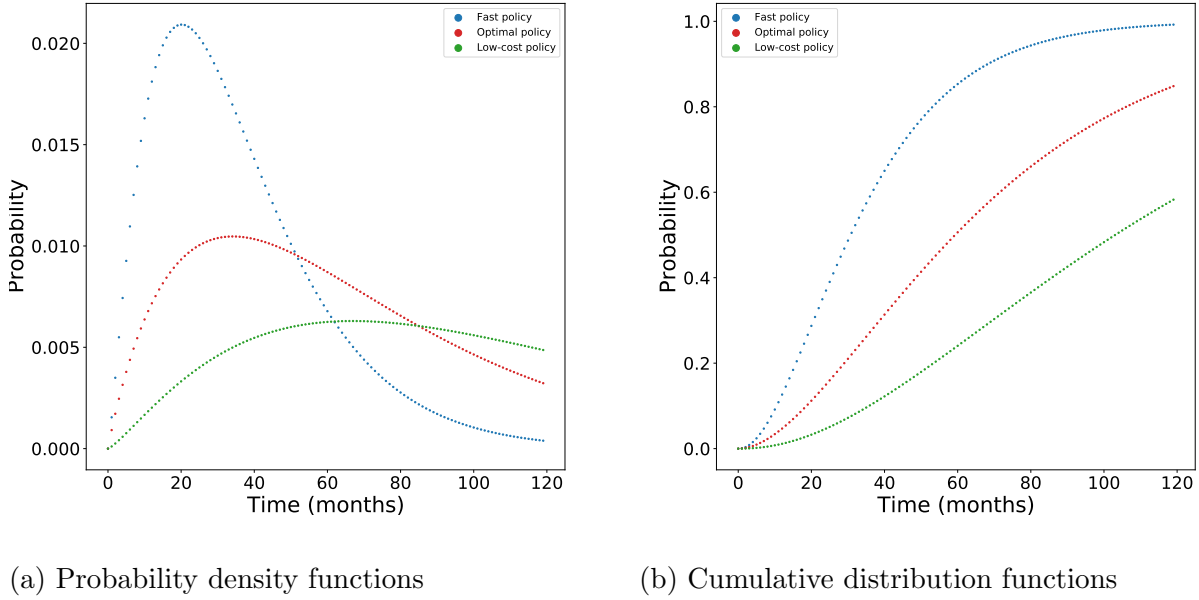 Probability
0.020
0.015
0.010
0.005
0.000
0 20 40 60 80 100 120
Time (months)
Fast policy
Optimal policy
Low-cost policy
(a) Probability density functions
Probability
1.0
0.8
0.6
0.4
0.2
0.0
0 20 40 60 80 100 120
Time (months)
Fast policy
Optimal policy
Low-cost policy
(b) Cumulative distribution functions